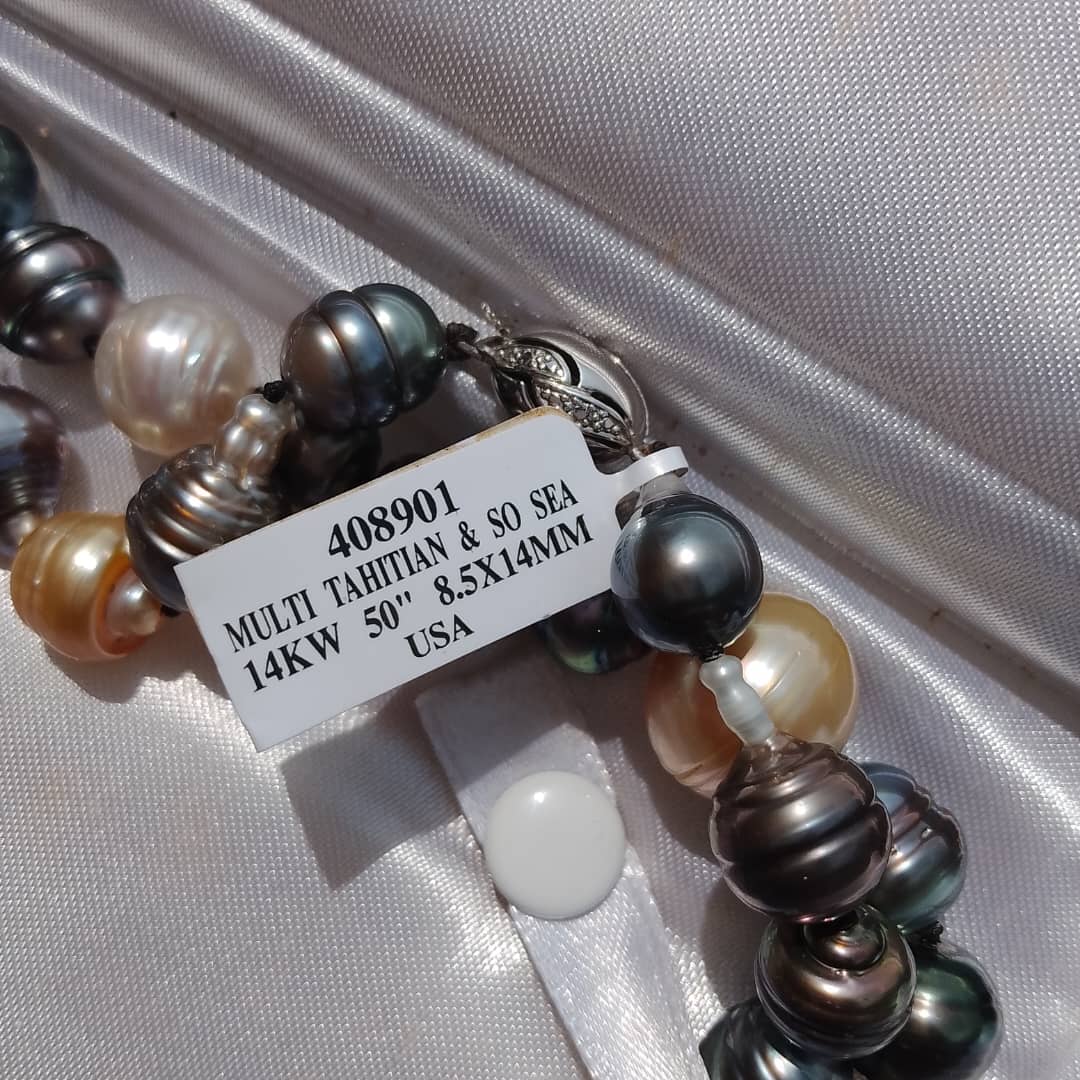 408901
MULTI TAHITIAN & SO SEA
14KW 50" 8.5X14MM
USA